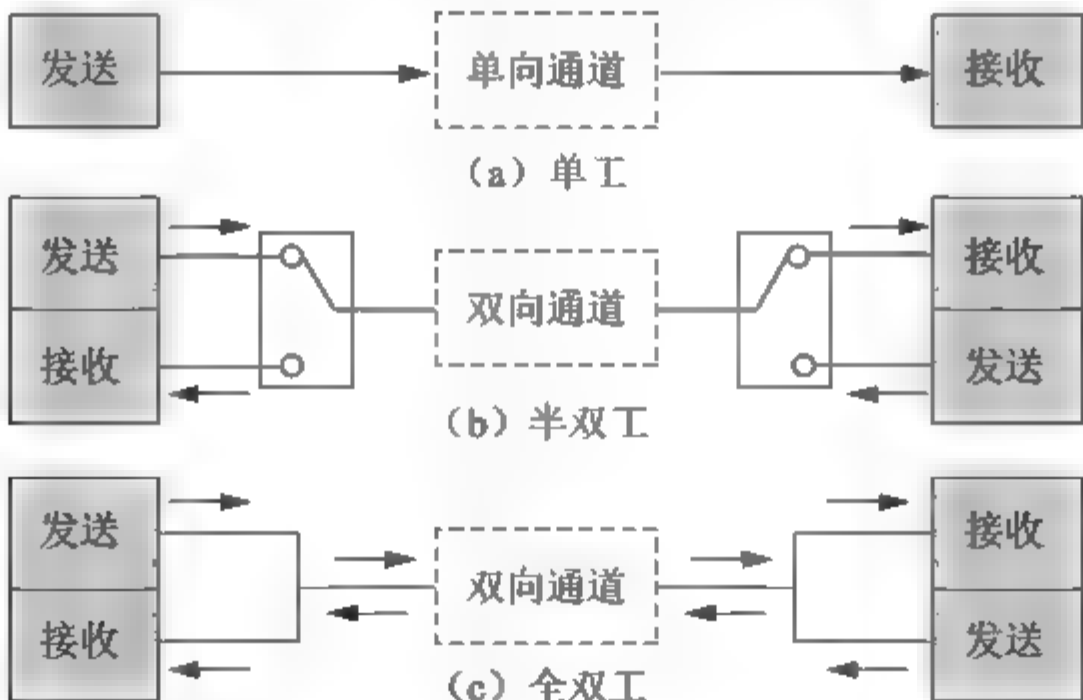 发送 单向通道 接收
(a) 单工
发送 接收
双向通道
接收 发送
(b) 半双工
发送 接收
双向通道
接收 发送
(c) 全双工